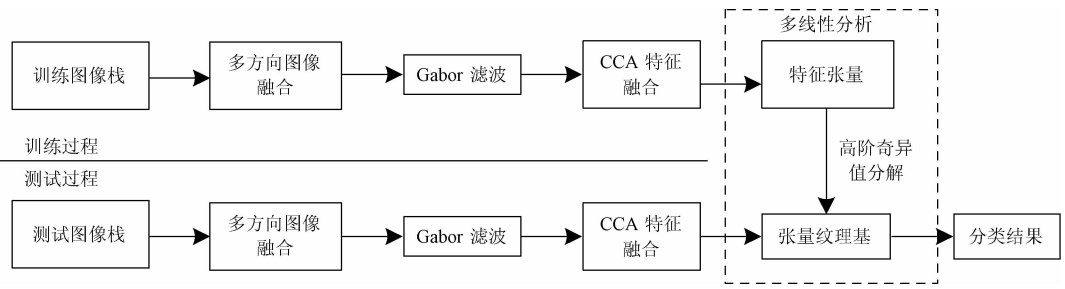 多线性分析
训练图像栈
多方向图像
融合
Gabor 滤波
CCA 特征
融合
特征张量
训练过程
高阶奇异
值分解
测试过程
测试图像栈
多方向图像
融合
Gabor 滤波
CCA 特征
融合
张量纹理基
分类结果